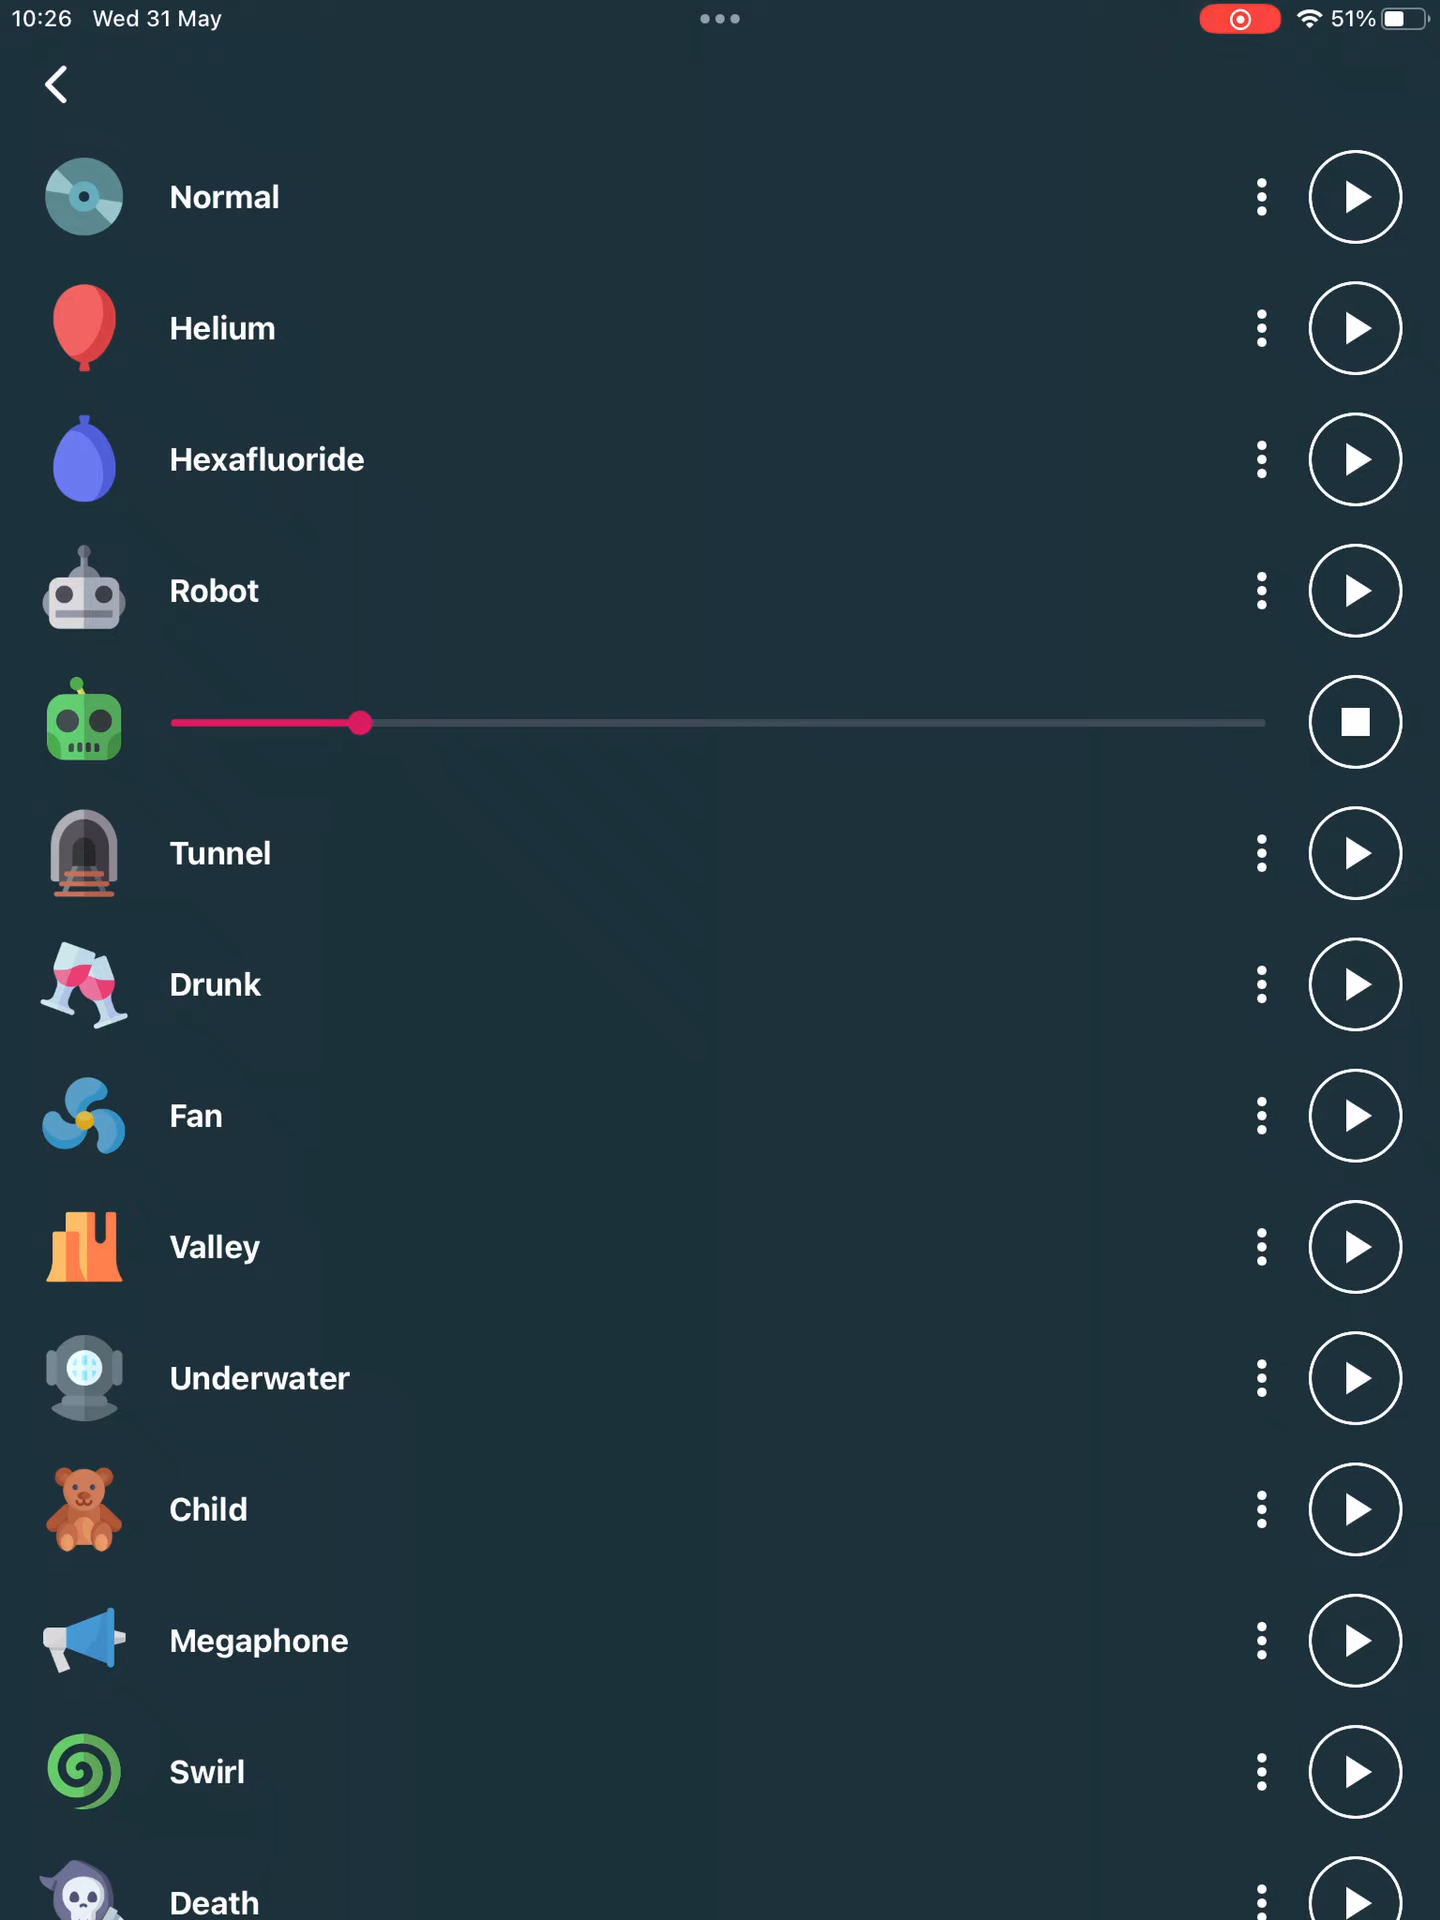 10:26 Wed 31 May 51%
Normal
Helium
Hexafluoride
Robot
Tunnel
Drunk
Fan
Valley
Underwater
Child
Megaphone
Swirl
Death